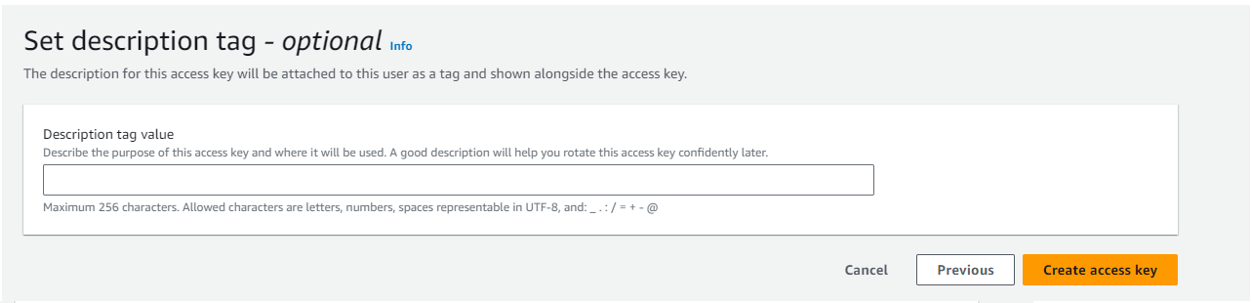 Set description tag - optional Info
The description for this access key will be attached to this user as a tag and shown alongside the access key.
Description tag value
Describe the purpose of this access key and where it will be used. A good description will help you rotate this access key confidently later.
Maximum 256 characters. Allowed characters are letters, numbers, spaces representable in UTF-8, and: _ . : / = + - @
Cancel Previous Create access key